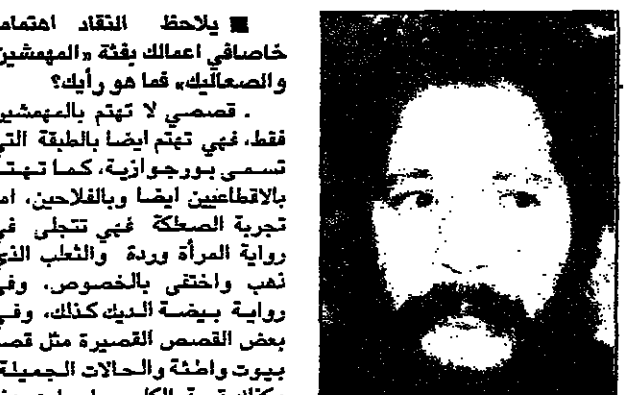 ■ يلاحظ النقاد اهتماما
خاصافي اعمالك بفئة «المهمشين
والصعاليك» فما هو رأيك؟
. قصصي لا تهتم بالمهمشين
فقط، فهي تهتم ايضا بالطبقة التي
تسمى بورجوازية، كما تهتم
بالاقطاعيين ايضا وبالفلاحين، اما
تجربة الصعلكة فهي تتجلى في
رواية المرأة وردة والثعلب الذي
ذهب واختفى بالخصوص، وفي
رواية بيضة الديك كذلك، وفي
بعض القصص القصيرة مثل قصة
بيوت واطئة والحالات الجميلة